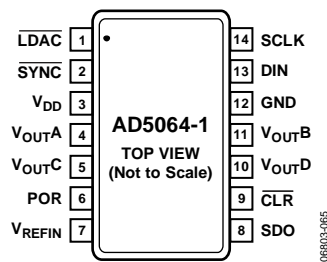 LDAC 1
SYNC 2
VDD 3
VOUTA 4
VOUTC 5
POR 6
VREFIN 7
AD5064-1
TOP VIEW
(Not to Scale)
14 SCLK
13 DIN
12 GND
11 VOUTB
10 VOUTD
9 CLR
8 SDO
06803-065